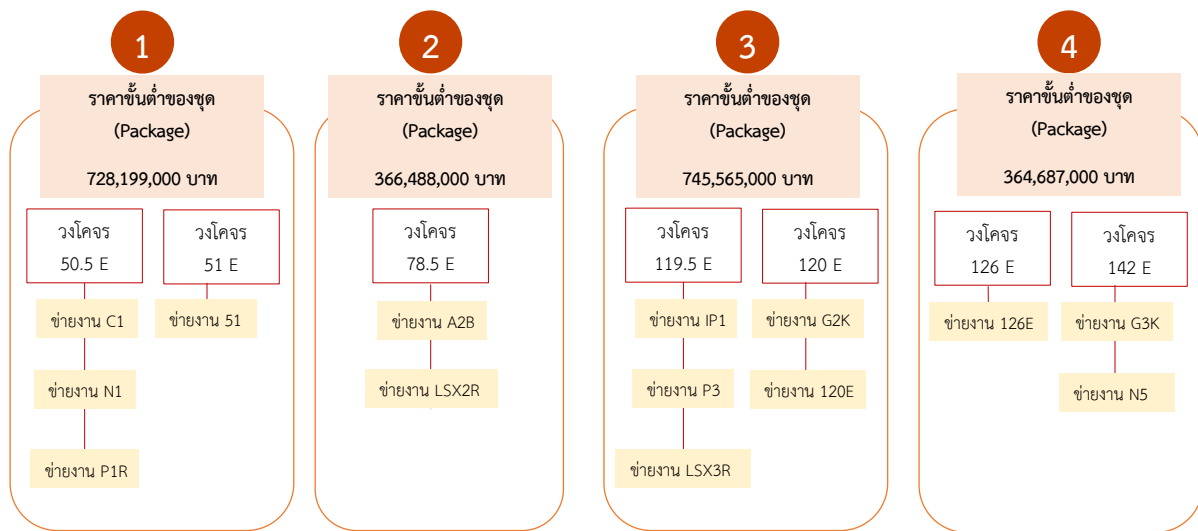 1
ราคาขั้นต่ำของชุด
(Package)
728,199,000 บาท
วงโคจร
50.5 E
ข่ายงาน C1
ข่ายงาน N1
ข่ายงาน P1R
วงโคจร
51 E
ข่ายงาน 51
2
ราคาขั้นต่ำของชุด
(Package)
366,488,000 บาท
วงโคจร
78.5 E
ข่ายงาน A2B
ข่ายงาน LSX2R
3
ราคาขั้นต่ำของชุด
(Package)
745,565,000 บาท
วงโคจร
119.5 E
ข่ายงาน IP1
ข่ายงาน P3
ข่ายงาน LSX3R
วงโคจร
120 E
ข่ายงาน G2K
ข่ายงาน 120E
4
ราคาขั้นต่ำของชุด
(Package)
364,687,000 บาท
วงโคจร
126 E
ข่ายงาน 126E
วงโคจร
142 E
ข่ายงาน G3K
ข่ายงาน N5